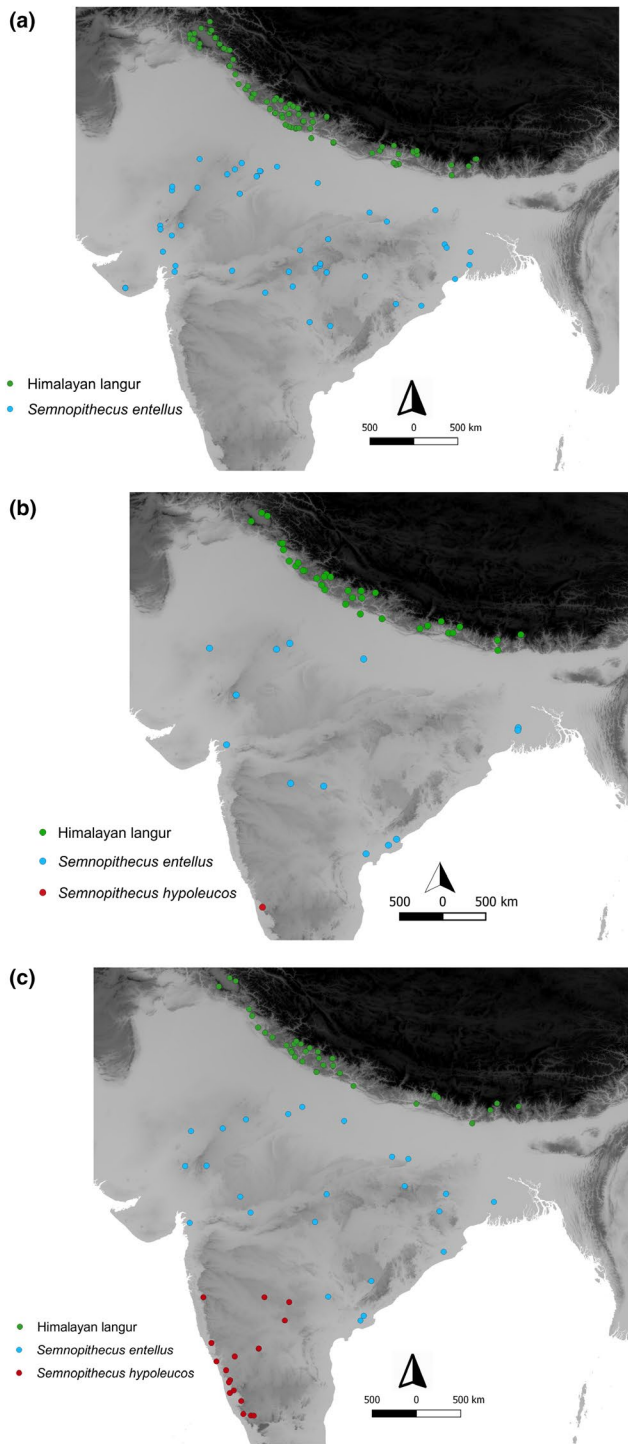 (a)
Himalayan langur
Semnopithecus entellus
500 0 500 km
(b)
Himalayan langur
Semnopithecus entellus
Semnopithecus hypoleucos
500 0 500 km
(c)
Himalayan langur
Semnopithecus entellus
Semnopithecus hypoleucos
500 0 500 km